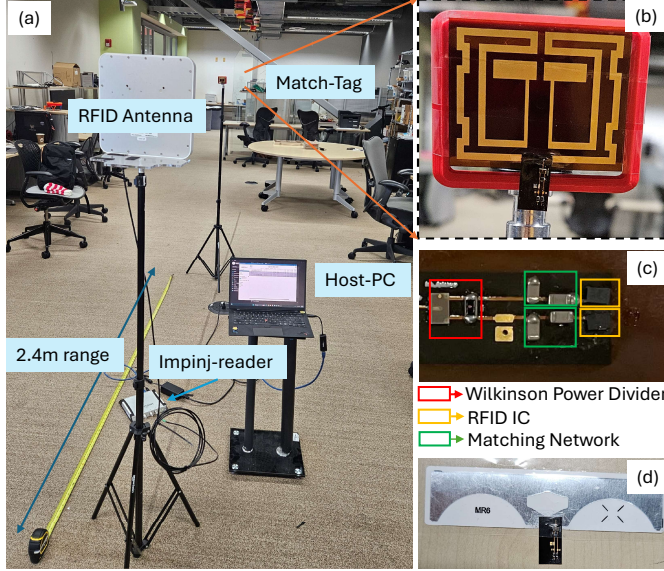 (a)
(b)
Match-Tag
RFID Antenna
Host-PC
(c)
2.4m range
Impinj-reader
Wilkinson Power Divider
RFID IC
Matching Network
(d)
MR6